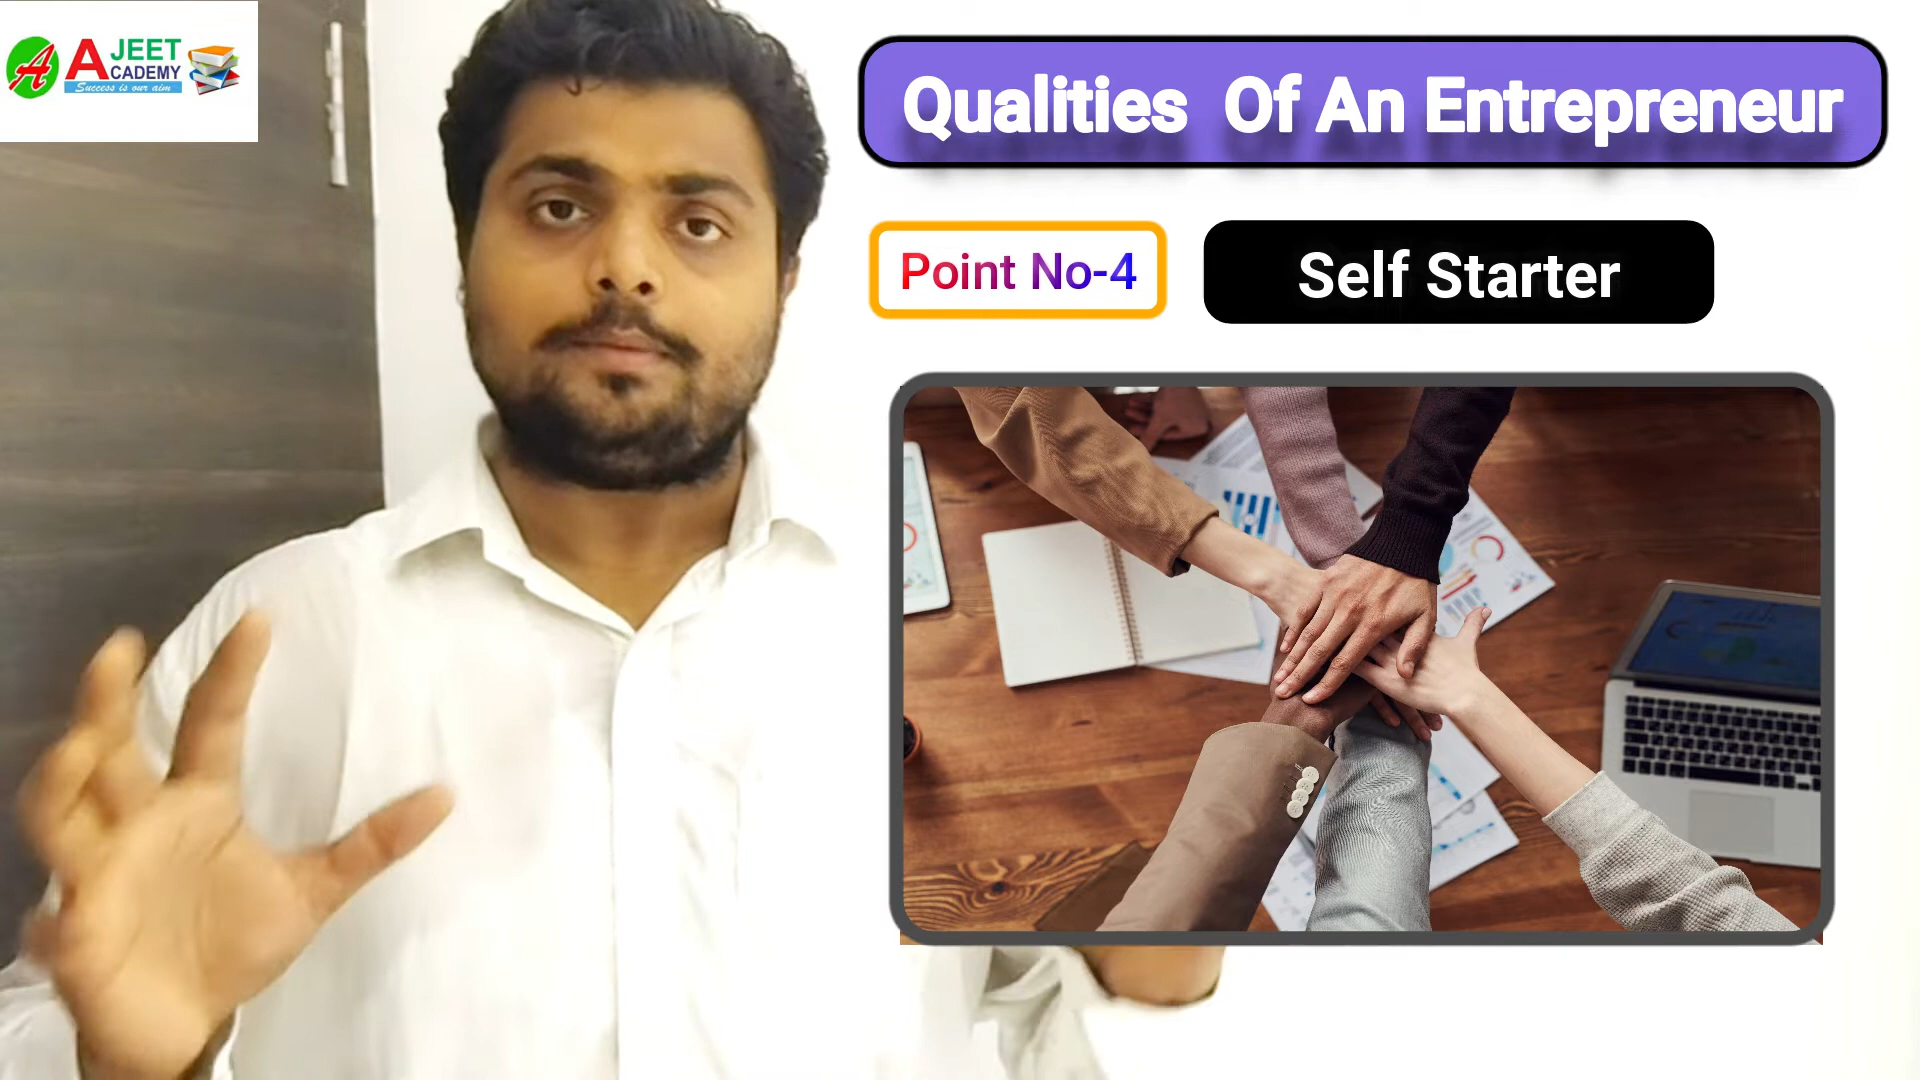 AJEET
ACADEMY
Success is our aim
Qualities Of An Entrepreneur
Point No-4
Self Starter